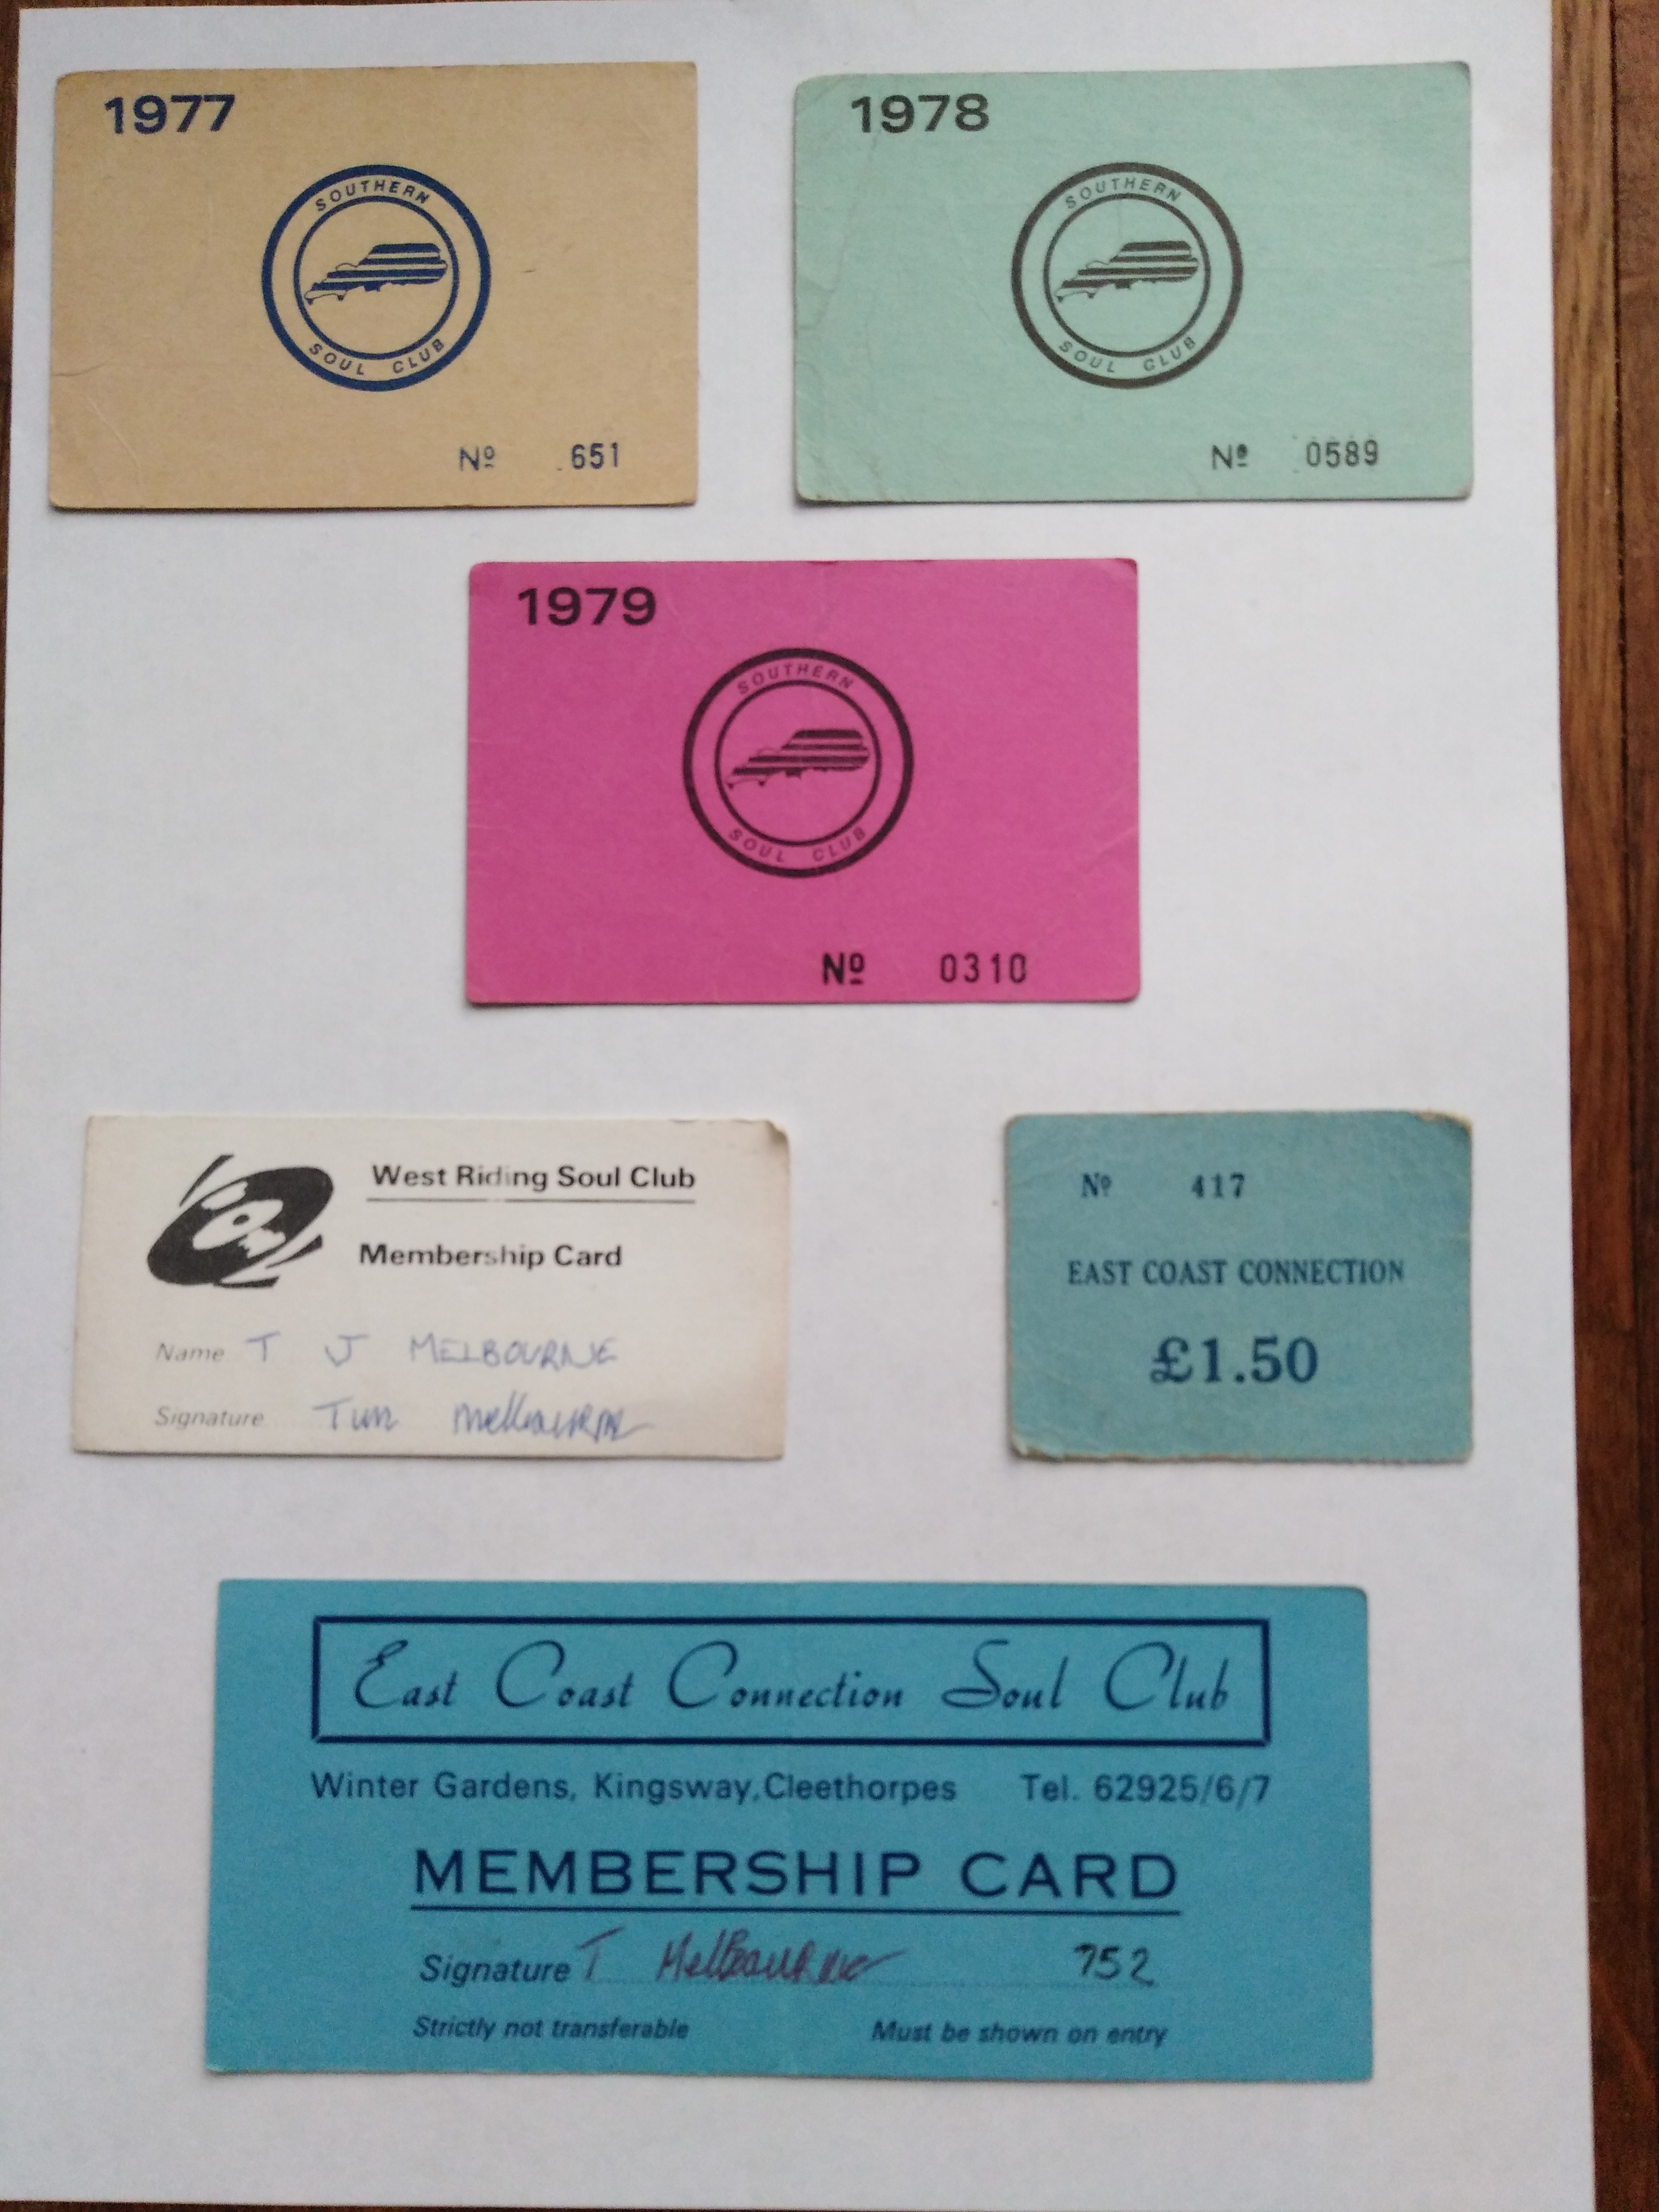 1977
SOUTHERN
SOUL CLUB
Nº 651
1978
SOUTHERN
SOUL CLUB
Nº 0589
1979
SOUTHERN
SOUL CLUB
Nº 0310
West Riding Soul Club
Membership Card
Name T J MELBOURNE
Signature Tim Melbourne
Nº 417
EAST COAST CONNECTION
£1.50
East Coast Connection Soul Club
Winter Gardens, Kingsway, Cleethorpes Tel. 62925/6/7
MEMBERSHIP CARD
Signature T Melbourne 752
Strictly not transferable Must be shown on entry